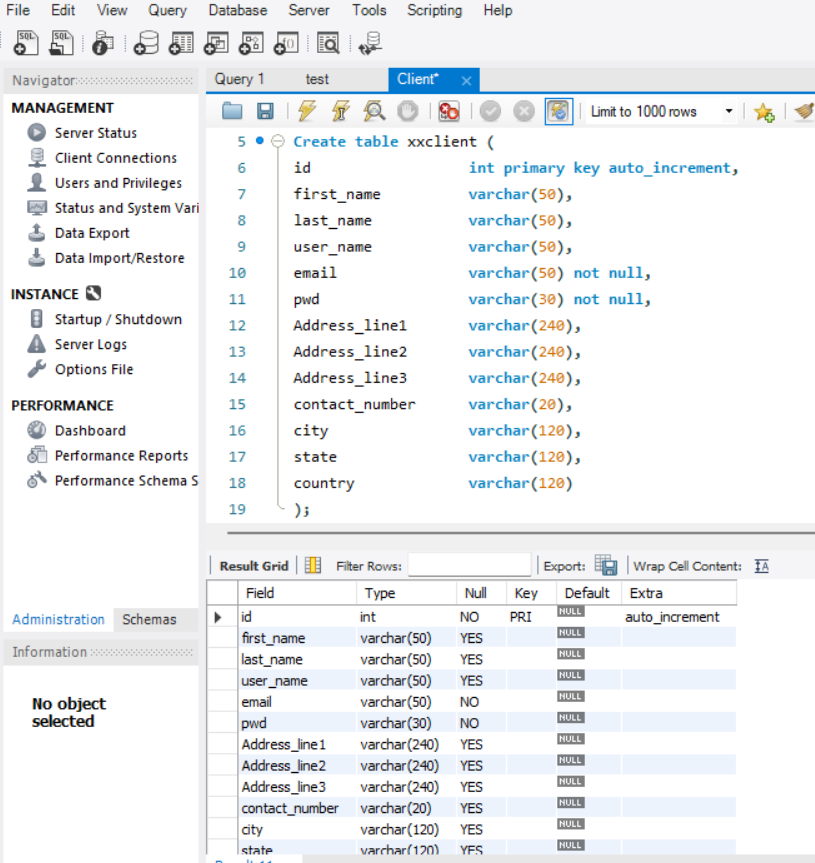 File Edit View Query Database Server Tools Scripting Help
SQL SQL
Navigator
Query 1 test Client*
MANAGEMENT
Server Status
Client Connections
Users and Privileges
Status and System Vari
Data Export
Data Import/Restore
INSTANCE
Startup / Shutdown
Server Logs
Options File
PERFORMANCE
Dashboard
Performance Reports
Performance Schema S
Administration Schemas
Information
No object
selected
Limit to 1000 rows
5 Create table xxclient (
6 id int primary key auto_increment,
7 first_name varchar(50),
8 last_name varchar(50),
9 user_name varchar(50),
10 email varchar(50) not null,
11 pwd varchar(30) not null,
12 Address_line1 varchar(240),
13 Address_line2 varchar(240),
14 Address_line3 varchar(240),
15 contact_number varchar(20),
16 city varchar(120),
17 state varchar(120),
18 country varchar(120)
19 );
Result Grid Filter Rows: Export: Wrap Cell Content: IA
Field Type Null Key Default Extra
id int NO PRI NULL auto_increment
first_name varchar(50) YES NULL
last_name varchar(50) YES NULL
user_name varchar(50) YES NULL
email varchar(50) NO NULL
pwd varchar(30) NO NULL
Address_line1 varchar(240) YES NULL
Address_line2 varchar(240) YES NULL
Address_line3 varchar(240) YES NULL
contact_number varchar(20) YES NULL
city varchar(120) YES NULL
state varchar(120) YES NULL